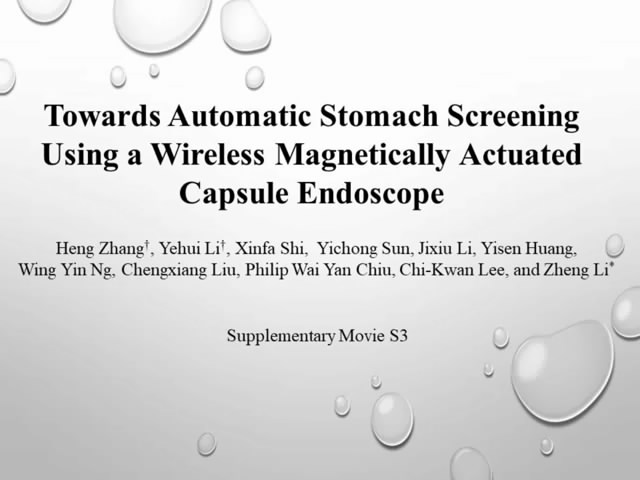 Towards Automatic Stomach Screening
Using a Wireless Magnetically Actuated
Capsule Endoscope
Heng Zhang†, Yehui Li†, Xinfa Shi, Yichong Sun, Jixiu Li, Yisen Huang,
Wing Yin Ng, Chengxiang Liu, Philip Wai Yan Chiu, Chi-Kwan Lee, and Zheng Li*
Supplementary Movie S3